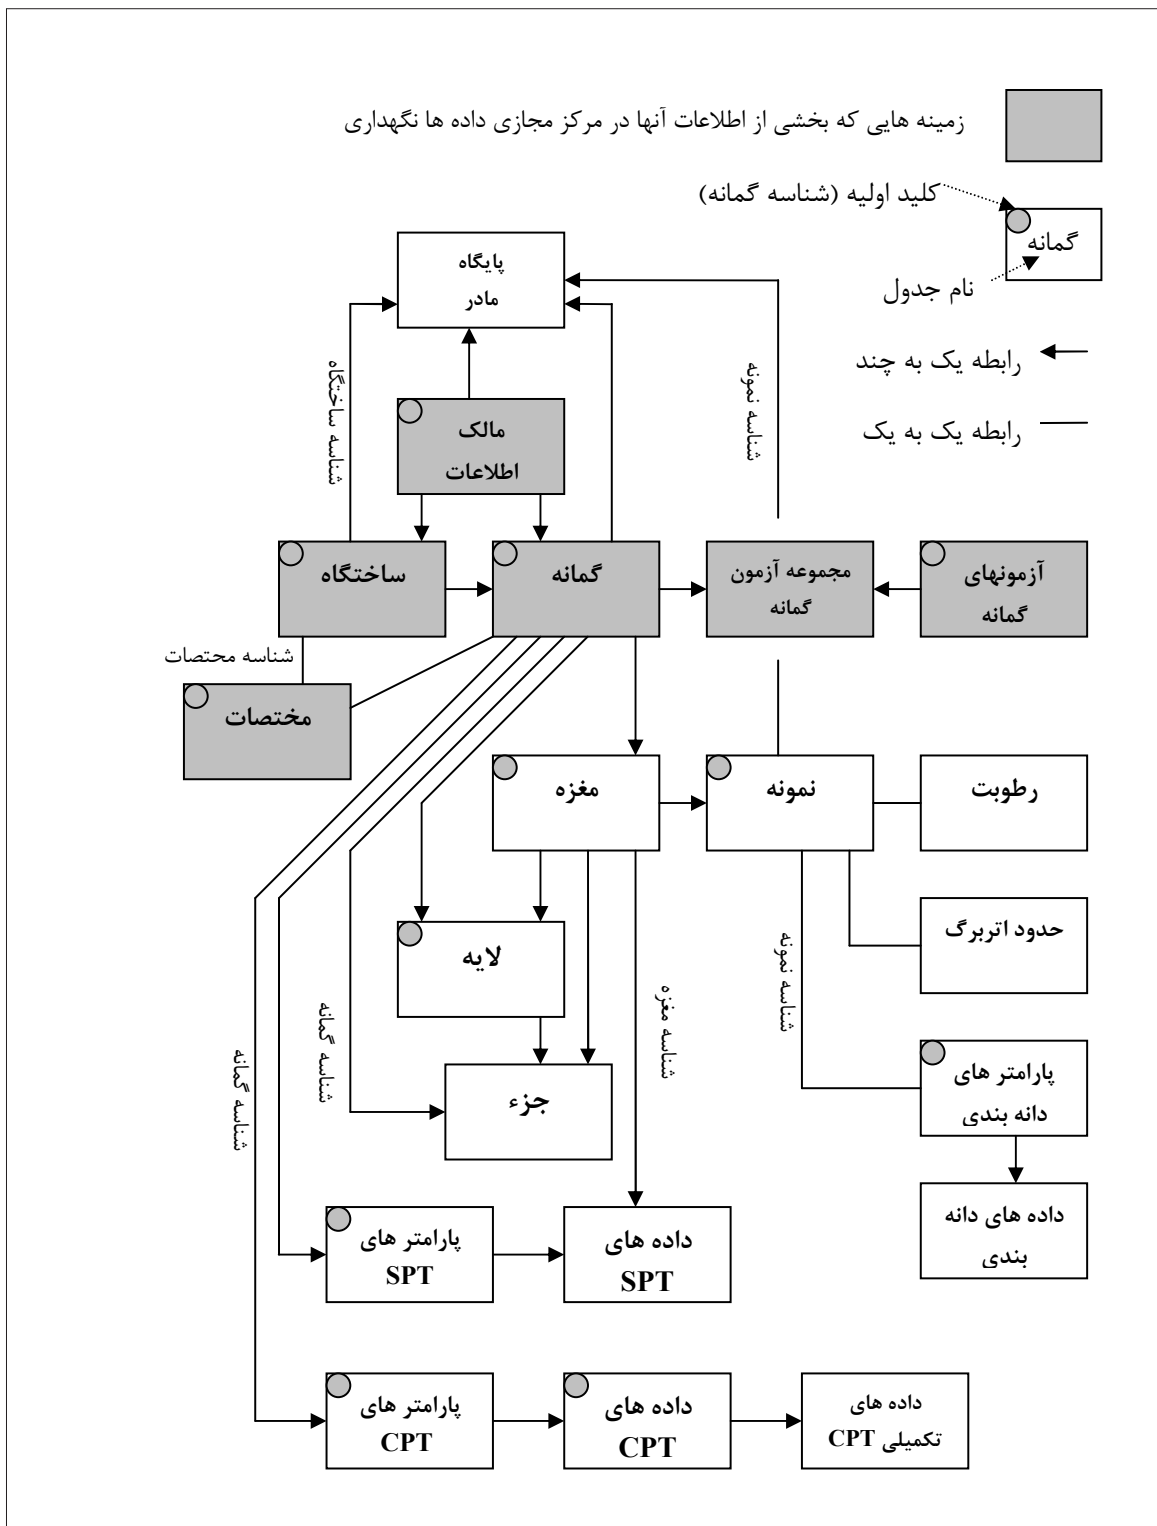 زمینه هایی که بخشی از اطلاعات آنها در مرکز مجازی داده ها نگهداری
کلید اولیه (شناسه گمانه)
گمانه
نام جدول
رابطه یک به چند
رابطه یک به یک
پایگاه
مادر
شناسه ساختگاه
شناسه نمونه
مالک
اطلاعات
ساختگاه
گمانه
مجموعه آزمون
گمانه
آزمونهای
گمانه
شناسه محتصات
مختصات
مغزه
نمونه
رطوبت
لایه
حدود اتربرگ
شناسه نمونه
شناسه مغزه
شناسه گمانه
شناسه گمانه
جزء
پارامتر های
دانه بندی
داده های دانه
بندی
پارامتر های
SPT
داده های
SPT
پارامتر های
CPT
داده های
CPT
داده های
تکمیلی CPT